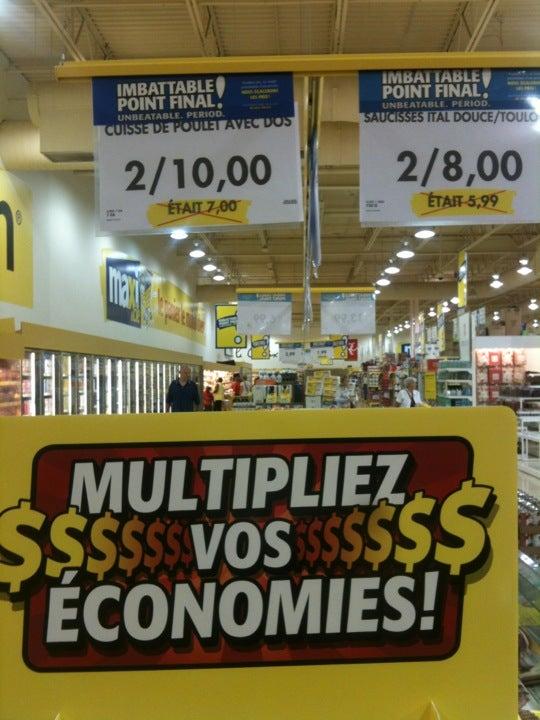 IMBATTABLE
POINT FINAL!
UNBEATABLE. PERIOD.
CUISSE DE POULET AVEC DOS
2/10,00
ÉTAIT 7,00
IMBATTABLE
POINT FINAL!
UNBEATABLE. PERIOD.
SAUCISSES ITAL DOUCE/TOULO
2/8,00
ÉTAIT 5,99
maxi
MULTIPLIEZ
$$$$$$ VOS $$$$$$
ÉCONOMIES!